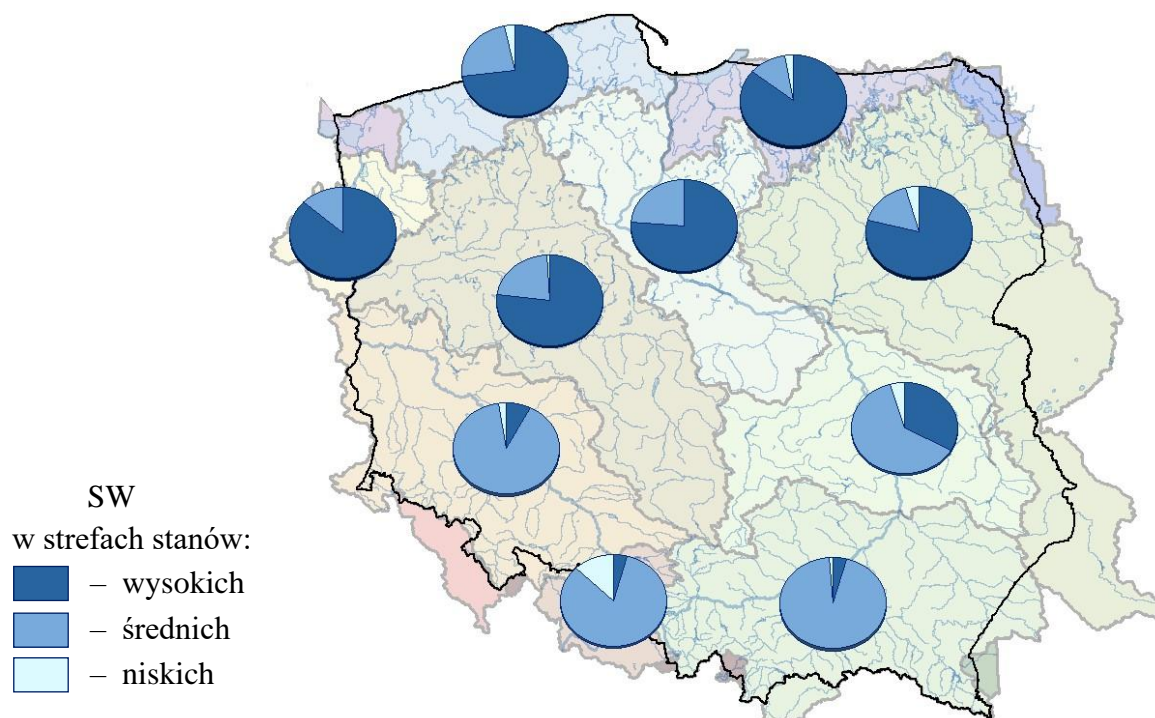 SW
w strefach stanów:
– wysokich
– średnich
– niskich